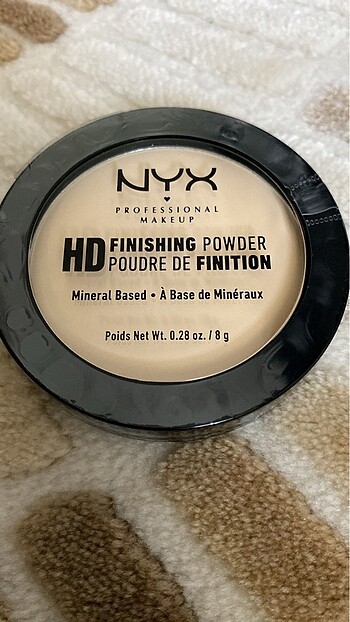 NYX
PROFESSIONAL
MAKEUP
HD FINISHING POWDER
POUDRE DE FINITION
Mineral Based • À Base de Minéraux
Poids Net Wt. 0.28 oz. / 8 g